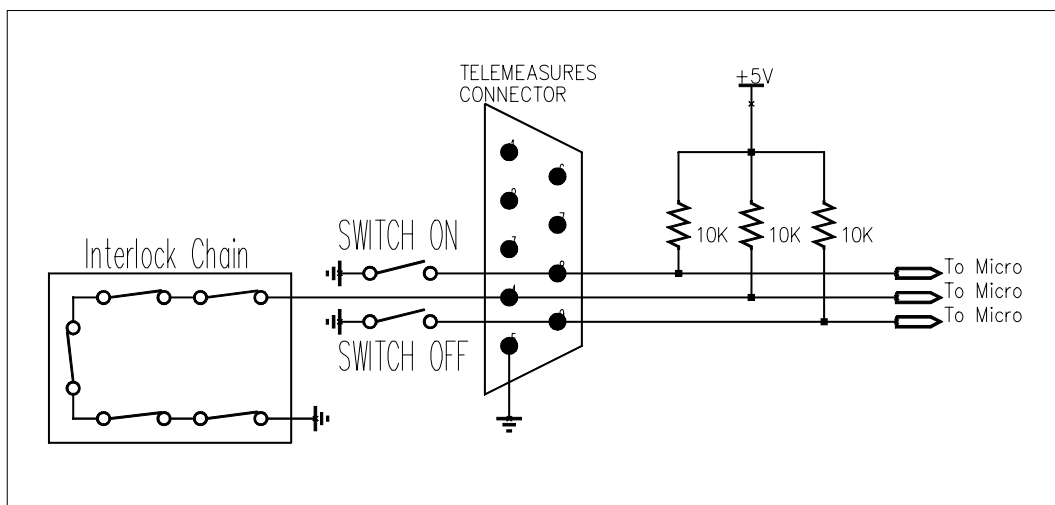 TELEMEASURES
CONNECTOR
+5V
SWITCH ON
Interlock Chain
10K 10K 10K
To Micro
To Micro
To Micro
SWITCH OFF